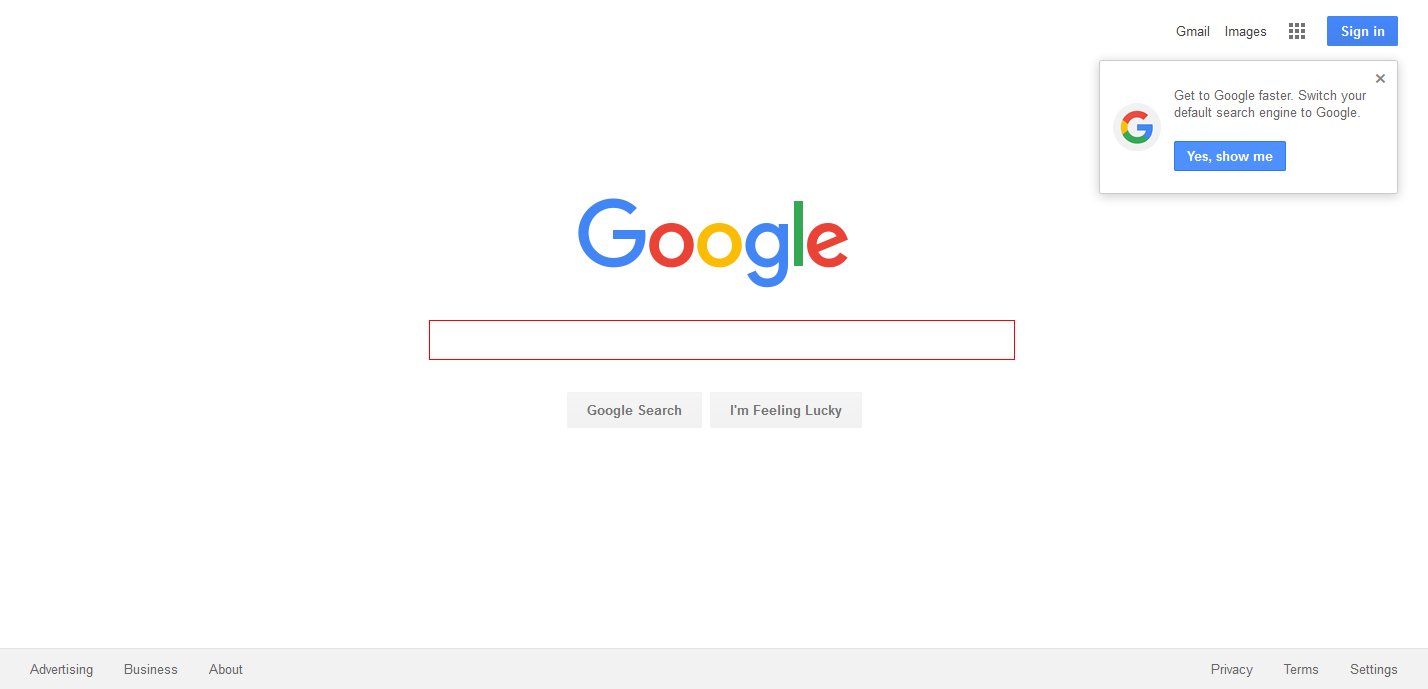 Gmail Images Sign in
Get to Google faster. Switch your
default search engine to Google.
Yes, show me
Google
Google Search I'm Feeling Lucky
Advertising Business About Privacy Terms Settings